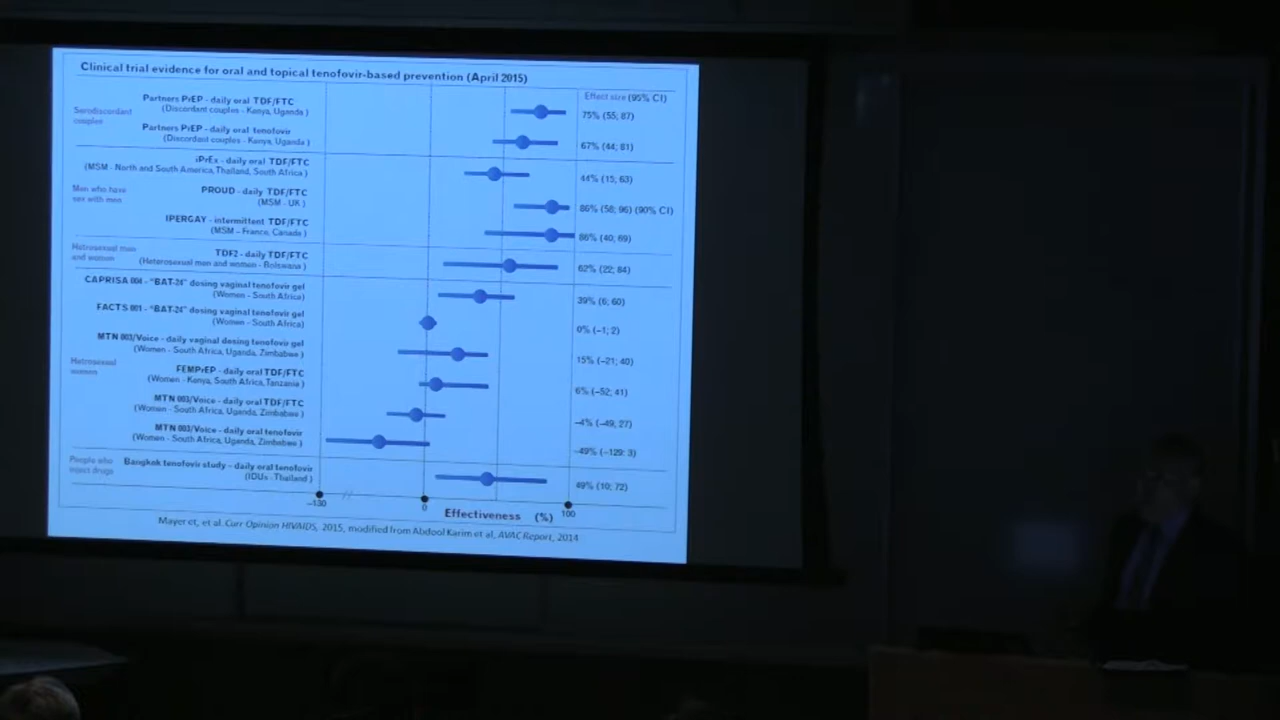 Clinical trial evidence for oral and topical tenofovir-based prevention (April 2015)
Effect size (95% CI)
Serodiscordant
couples
Partners PrEP - daily oral TDF/FTC
(Discordant couples - Kenya, Uganda )
75% (55; 87)
Partners PrEP - daily oral tenofovir
(Discordant couples - Kenya, Uganda )
67% (44; 81)
Men who have
sex with men
iPrEx - daily oral TDF/FTC
(MSM - North and South America, Thailand, South Africa )
44% (15; 63)
PROUD - daily TDF/FTC
(MSM - UK )
86% (58; 96) (90% CI)
IPERGAY - intermittent TDF/FTC
(MSM - France, Canada )
86% (40; 99)
Hetrosexual men
and women
TDF2 - daily TDF/FTC
(Heterosexual men and women - Botswana )
62% (22; 84)
Hetrosexual
women
CAPRISA 004 - "BAT-24" dosing vaginal tenofovir gel
(Women - South Africa)
39% (6; 60)
FACTS 001 - "BAT-24" dosing vaginal tenofovir gel
(Women - South Africa)
0% (–1; 2)
MTN 003/Voice - daily vaginal dosing tenofovir gel
(Women - South Africa, Uganda, Zimbabwe )
15% (–21; 40)
FEMPrEP - daily oral TDF/FTC
(Women - Kenya, South Africa, Tanzania )
6% (–52; 41)
MTN 003/Voice - daily oral TDF/FTC
(Women - South Africa, Uganda, Zimbabwe )
–4% (–49, 27)
MTN 003/Voice - daily oral tenofovir
(Women - South Africa, Uganda, Zimbabwe )
–49% (–129; 3)
People who
inject drugs
Bangkok tenofovir study - daily oral tenofovir
(IDUs - Thailand )
49% (10; 72)
–130
0
100
Effectiveness (%)
Mayer et, et al. Curr Opinion HIVAIDS, 2015, modified from Abdool Karim et al, AVAC Report, 2014